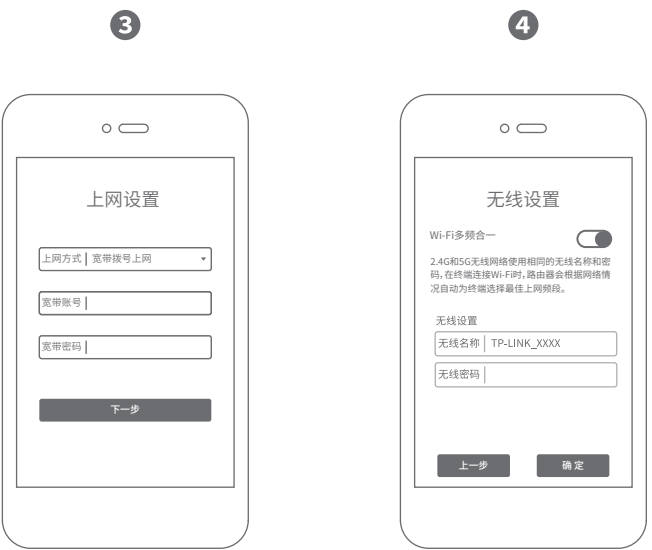 3
4
上网设置
上网方式 宽带拨号上网
宽带账号
宽带密码
下一步
无线设置
Wi-Fi多频合一
2.4G和5G无线网络使用相同的无线名称和密
码,在终端连接Wi-Fi时,路由器会根据网络情
况自动为终端选择最佳上网频段。
无线设置
无线名称 TP-LINK_XXXX
无线密码
上一步
确 定